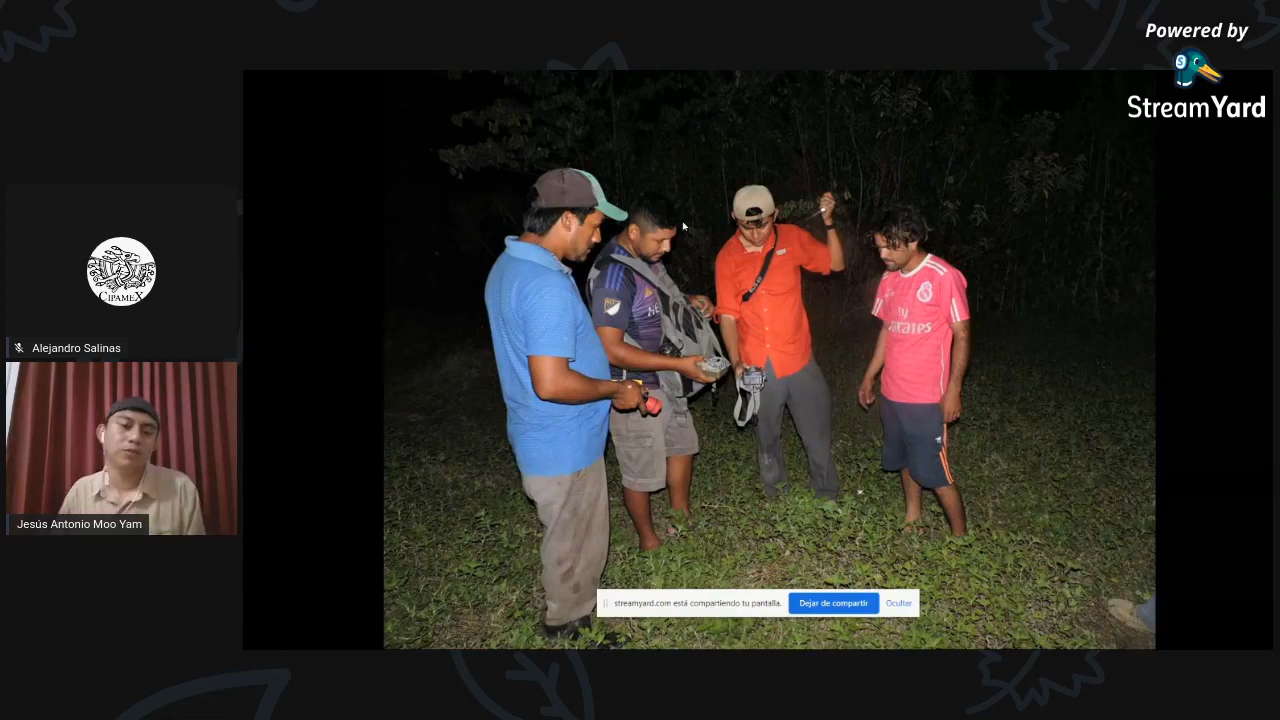 Powered by
StreamYard
CIPAMEX
Alejandro Salinas
Jesús Antonio Moo Yam
Fly
Emirates
streamyard.com está compartiendo tu pantalla.
Dejar de compartir
Ocultar